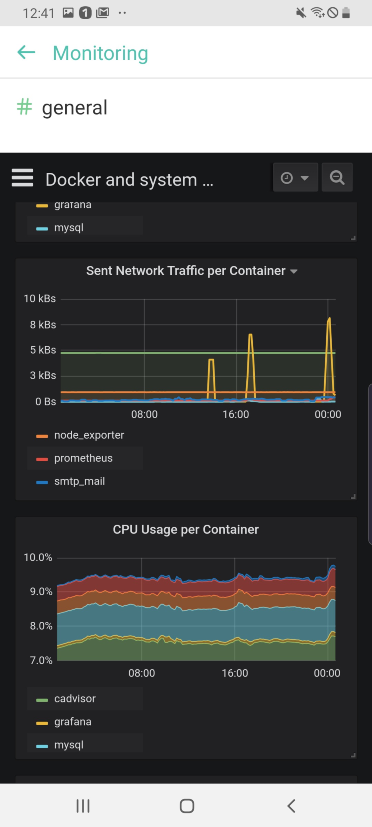 12:41
Monitoring
# general
Docker and system ...
grafana
mysql
Sent Network Traffic per Container
10 kBs
8 kBs
5 kBs
3 kBs
0 Bs
08:00 16:00 00:00
node_exporter
prometheus
smtp_mail
CPU Usage per Container
10.0%
9.0%
8.0%
7.0%
08:00 16:00 00:00
cadvisor
grafana
mysql